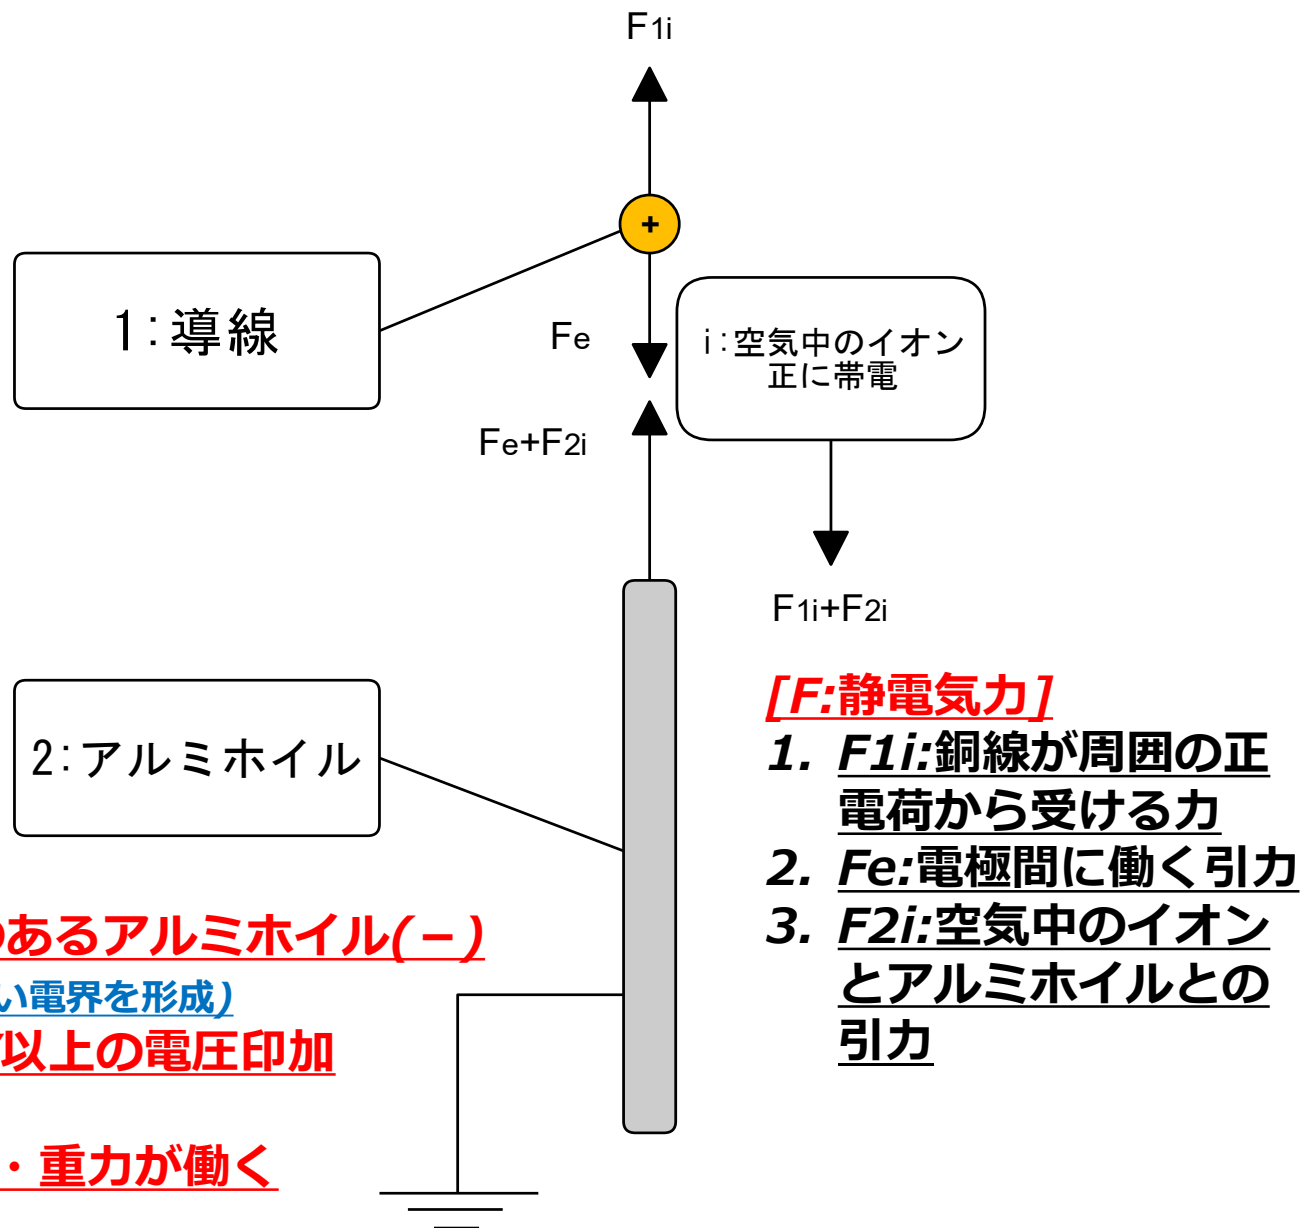 F1i
+
1:導線
Fe
i:空気中のイオン
正に帯電
Fe+F2i
F1i+F2i
[F:静電気力]
1. F1i:銅線が周囲の正
電荷から受ける力
2. Fe:電極間に働く引力
3. F2i:空気中のイオン
とアルミホイルとの
引力
2:アルミホイル
のあるアルミホイル(－)
い電界を形成)
以上の電圧印加
・重力が働く